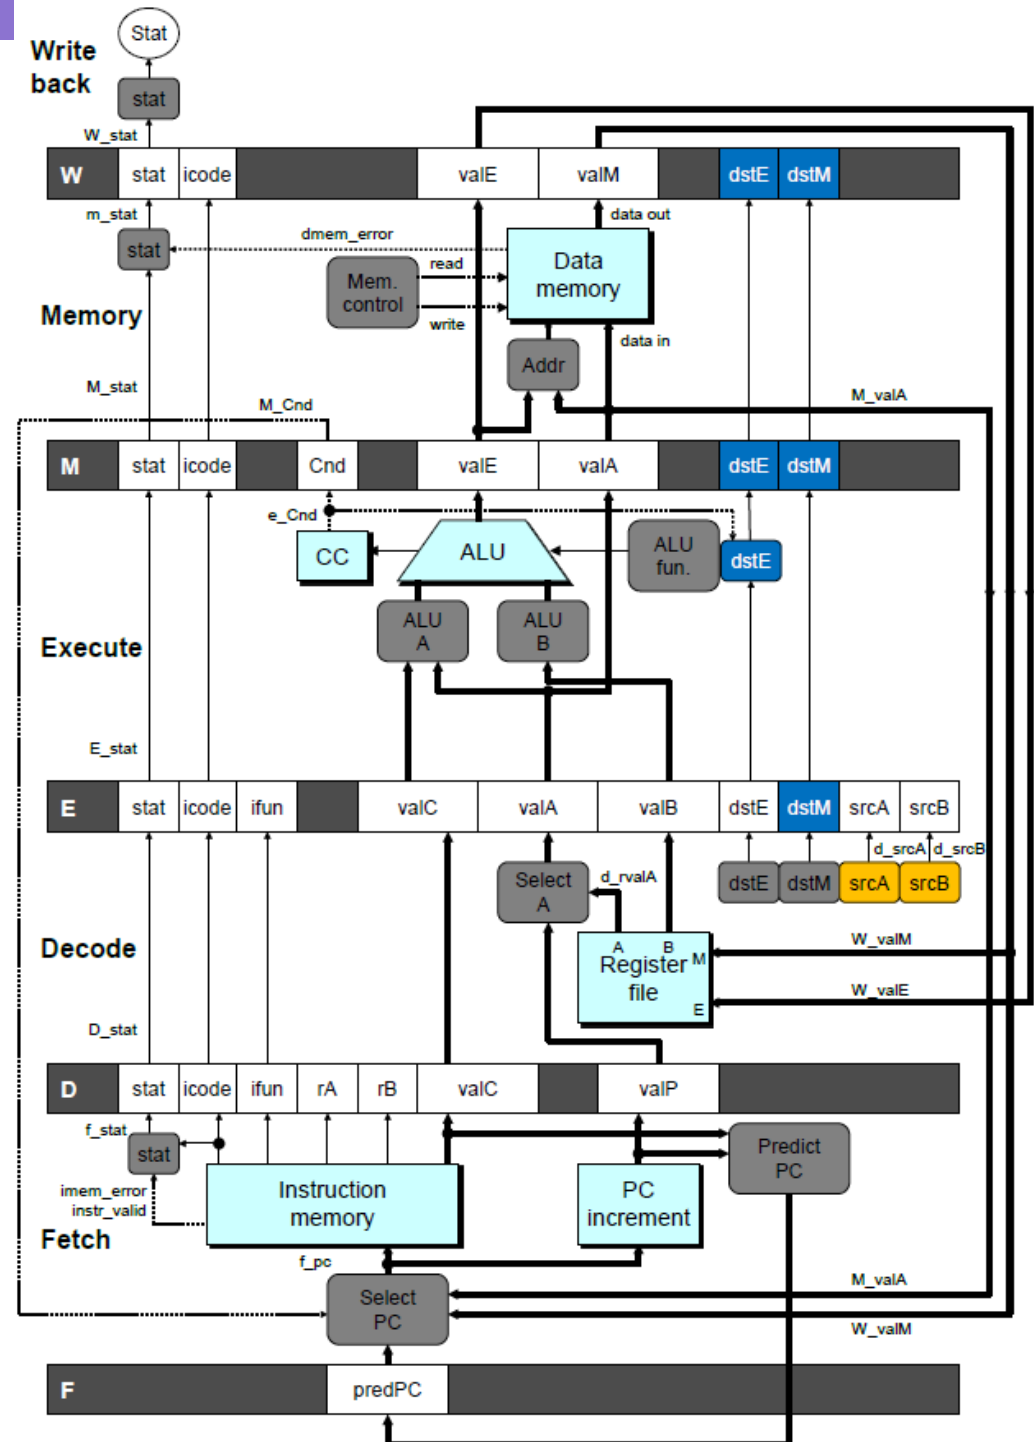 Stat
Write
back
stat
W_stat
W stat icode valE valM dstE dstM
m_stat
data out
dmem_error
stat
read
Data
memory
Mem.
control
write
Memory
data in
Addr
M_stat
M_valA
M_Cnd
M stat icode Cnd valE valA dstE dstM
e_Cnd
CC
ALU
ALU
fun.
dstE
ALU
A
ALU
B
Execute
E_stat
E stat icode ifun valC valA valB dstE dstM srcA srcB
d_srcA d_srcB
Select
A
d_rvalA
dstE dstM srcA srcB
Decode
A B
Register M
file
E
W_valM
W_valE
D_stat
D stat icode ifun rA rB valC valP
f_stat
stat
Predict
PC
imem_error
instr_valid
Instruction
memory
PC
increment
Fetch
f_pc
M_valA
Select
PC
W_valM
F predPC